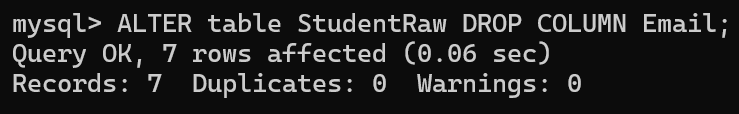 mysql> ALTER table StudentRaw DROP COLUMN Email;
Query OK, 7 rows affected (0.06 sec)
Records: 7  Duplicates: 0  Warnings: 0